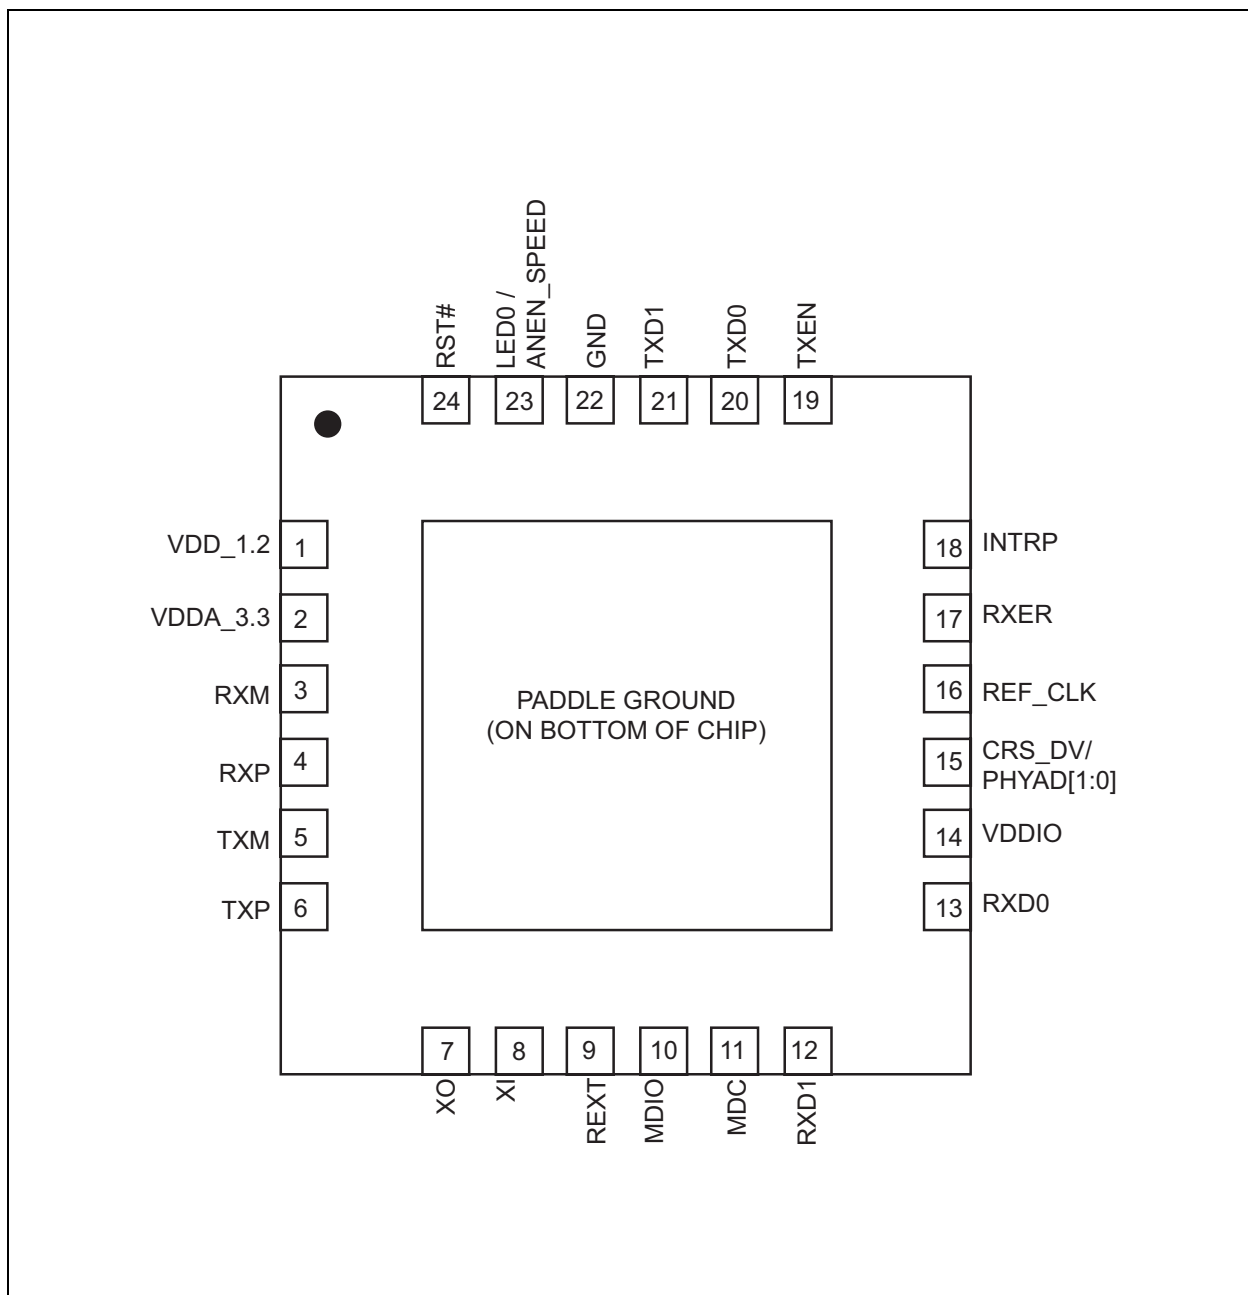 RST#
LED0 /
ANEN_SPEED
GND
TXD1
TXD0
TXEN
24
23
22
21
20
19
VDD_1.2
1
VDDA_3.3
2
RXM
3
RXP
4
TXM
5
TXP
6
PADDLE GROUND
(ON BOTTOM OF CHIP)
18
INTRP
17
RXER
16
REF_CLK
15
CRS_DV/
PHYAD[1:0]
14
VDDIO
13
RXD0
7
8
9
10
11
12
XO
XI
REXT
MDIO
MDC
RXD1